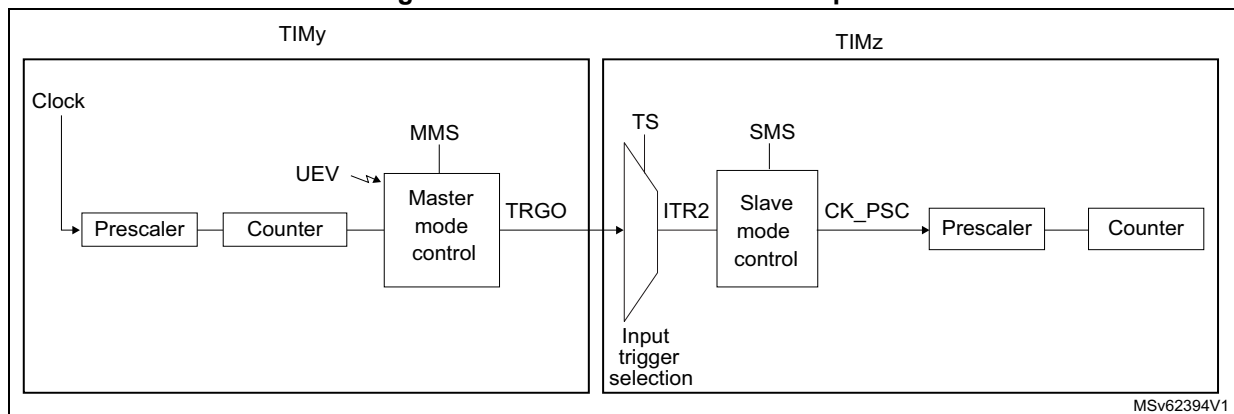 TIMy
TIMz
Clock
MMS
TS
SMS
UEV
Master
mode
control
TRGO
ITR2
Slave
mode
control
CK_PSC
Prescaler
Counter
Prescaler
Counter
Input
trigger
selection
MSv62394V1